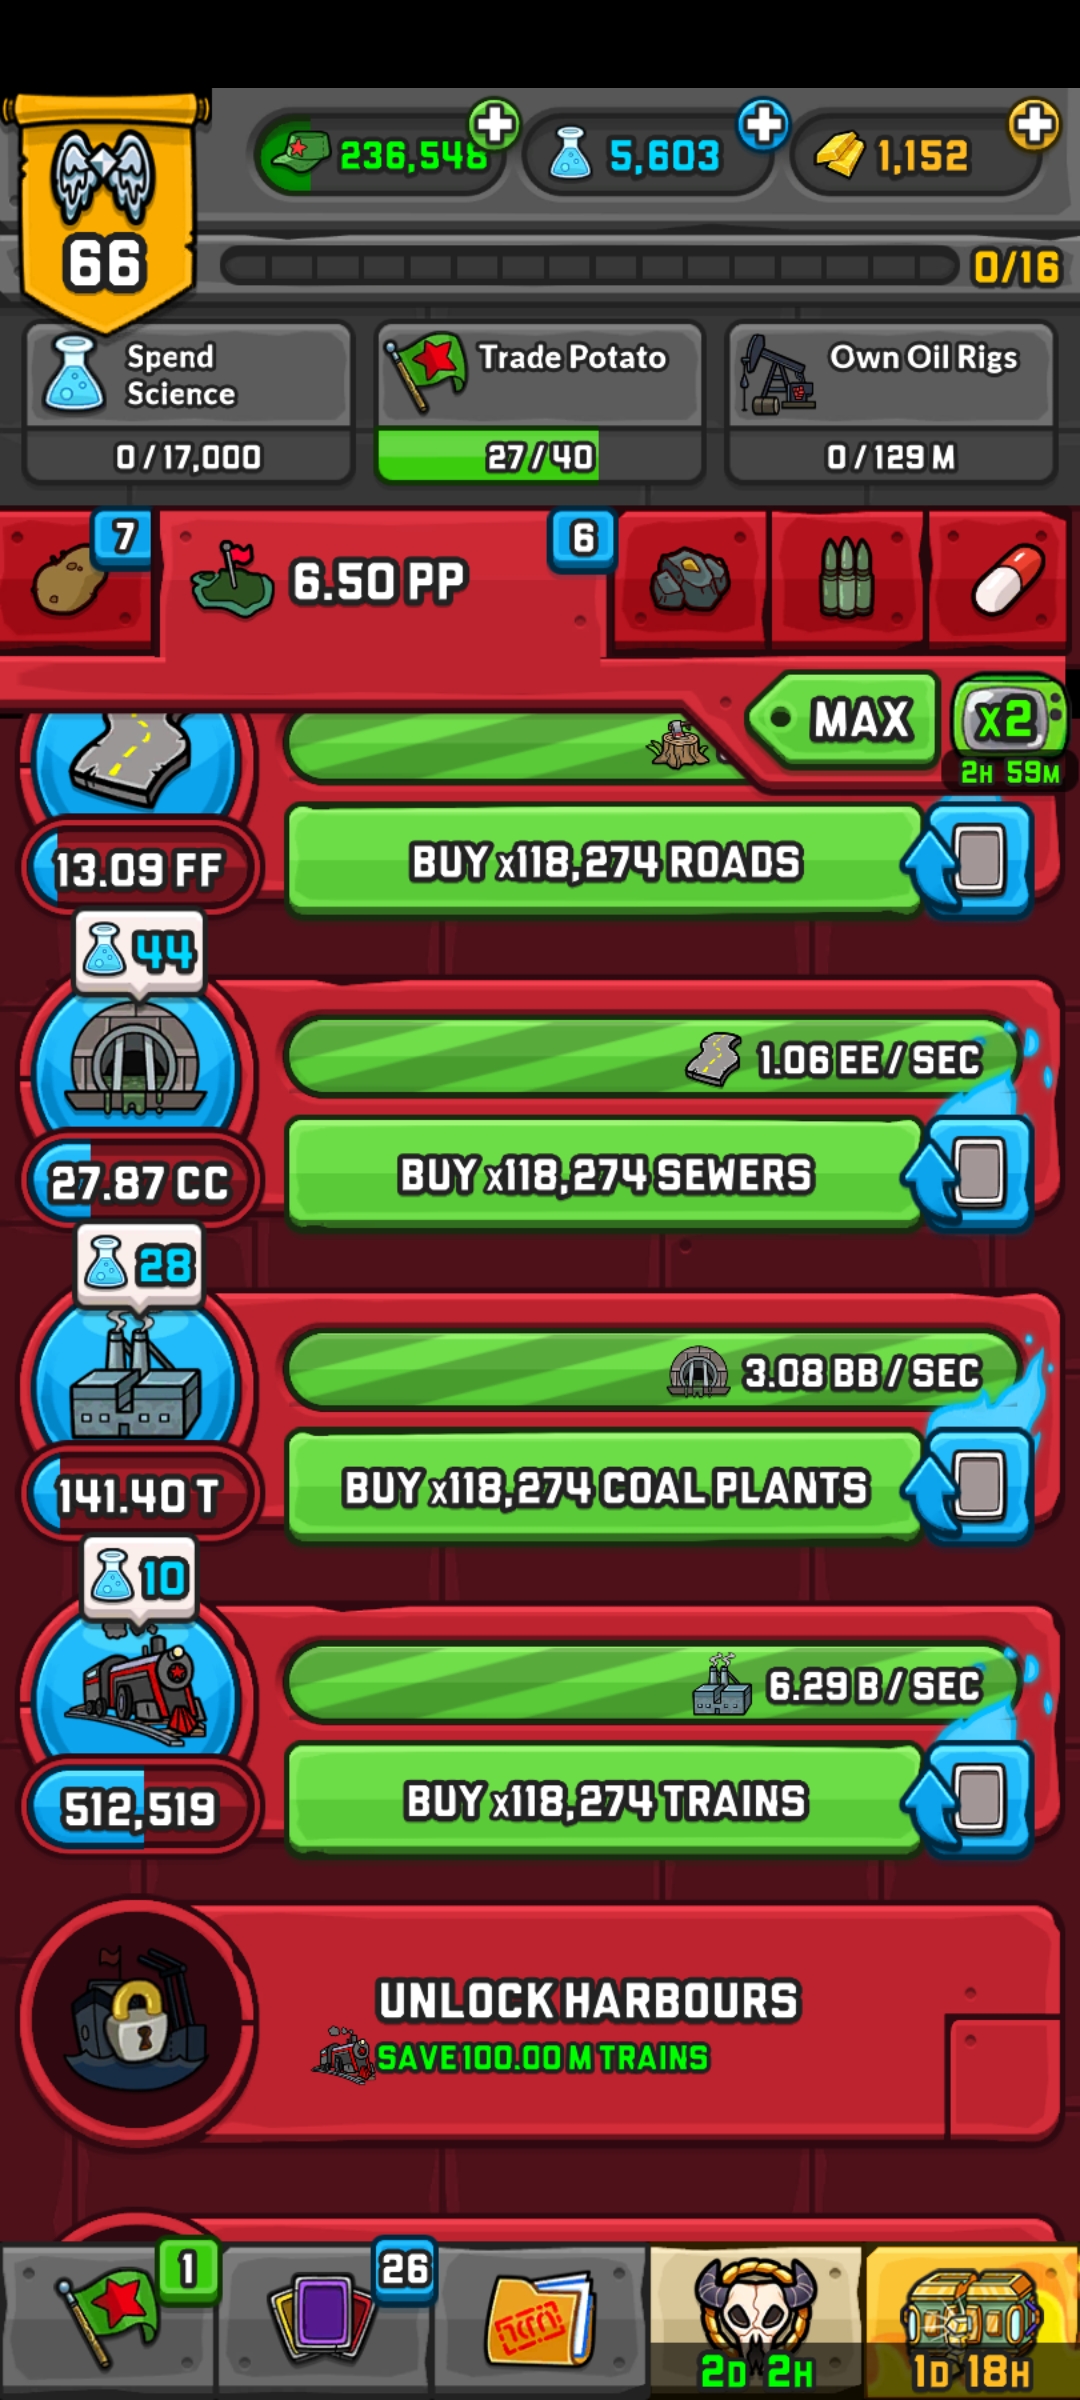 236,548
5,603
1,152
66
0/16
Spend
Science
0/17,000
Trade Potato
27/40
Own Oil Rigs
0/129 M
7
6.50 PP
6
MAX
x2
2H 59M
13.09 FF
BUY x118,274 ROADS
44
1.06 EE/SEC
27.87 CC
BUY x118,274 SEWERS
28
3.08 BB/SEC
141.40 T
BUY x118,274 COAL PLANTS
10
6.29 B/SEC
512,519
BUY x118,274 TRAINS
UNLOCK HARBOURS
SAVE 100.00 M TRAINS
1
26
2D 2H
1D 18H